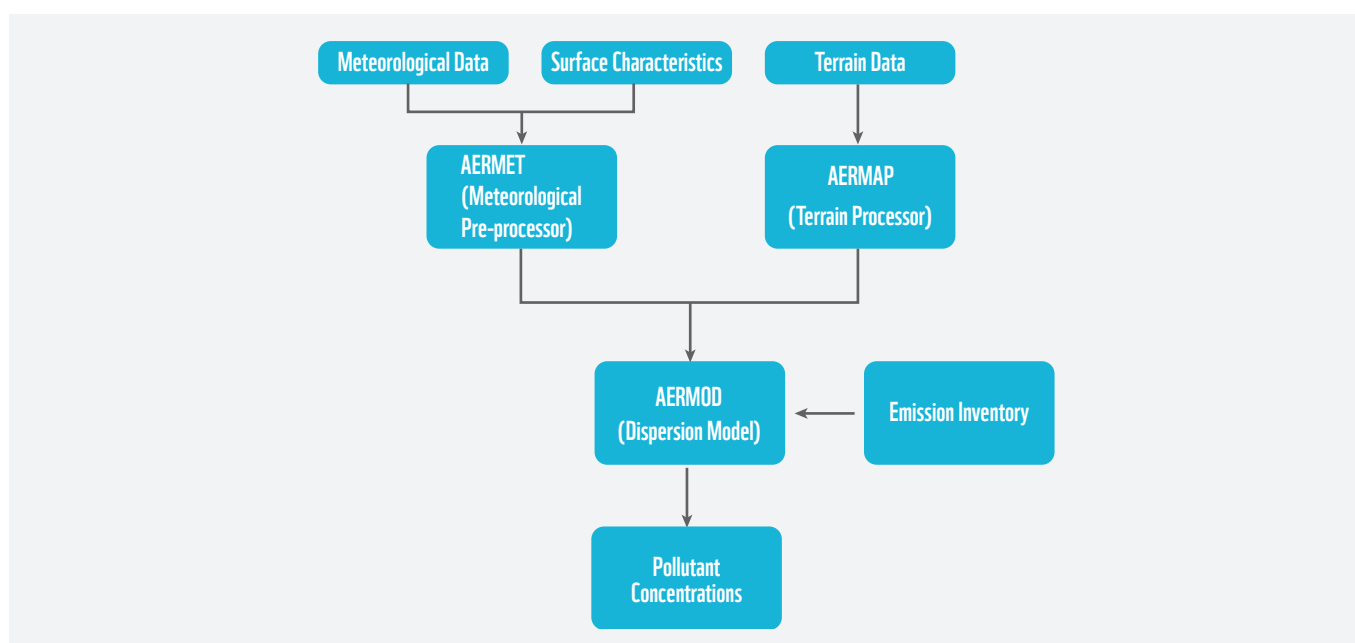 Meteorological Data
Surface Characteristics
Terrain Data
AERMET
(Meteorological
Pre-processor)
AERMAP
(Terrain Processor)
AERMOD
(Dispersion Model)
Emission Inventory
Pollutant
Concentrations